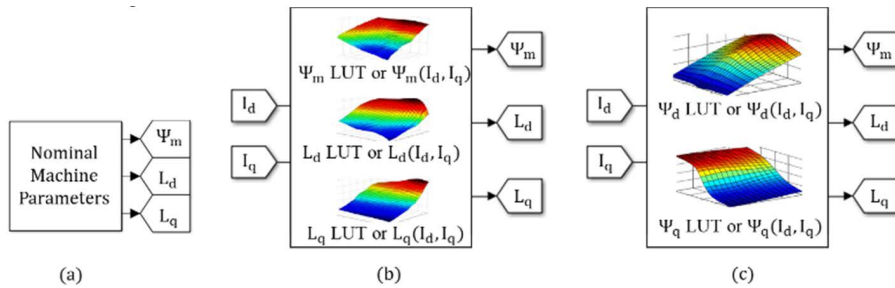 Nominal
Machine
Parameters
Ψm
Ld
Lq
(a)
Id
Iq
Ψm LUT or Ψm(Id, Iq)
Ld LUT or Ld(Id, Iq)
Lq LUT or Lq(Id, Iq)
Ψm
Ld
Lq
(b)
Id
Iq
Ψd LUT or Ψd(Id, Iq)
Ψq LUT or Ψq(Id, Iq)
Ψm
Ld
Lq
(c)